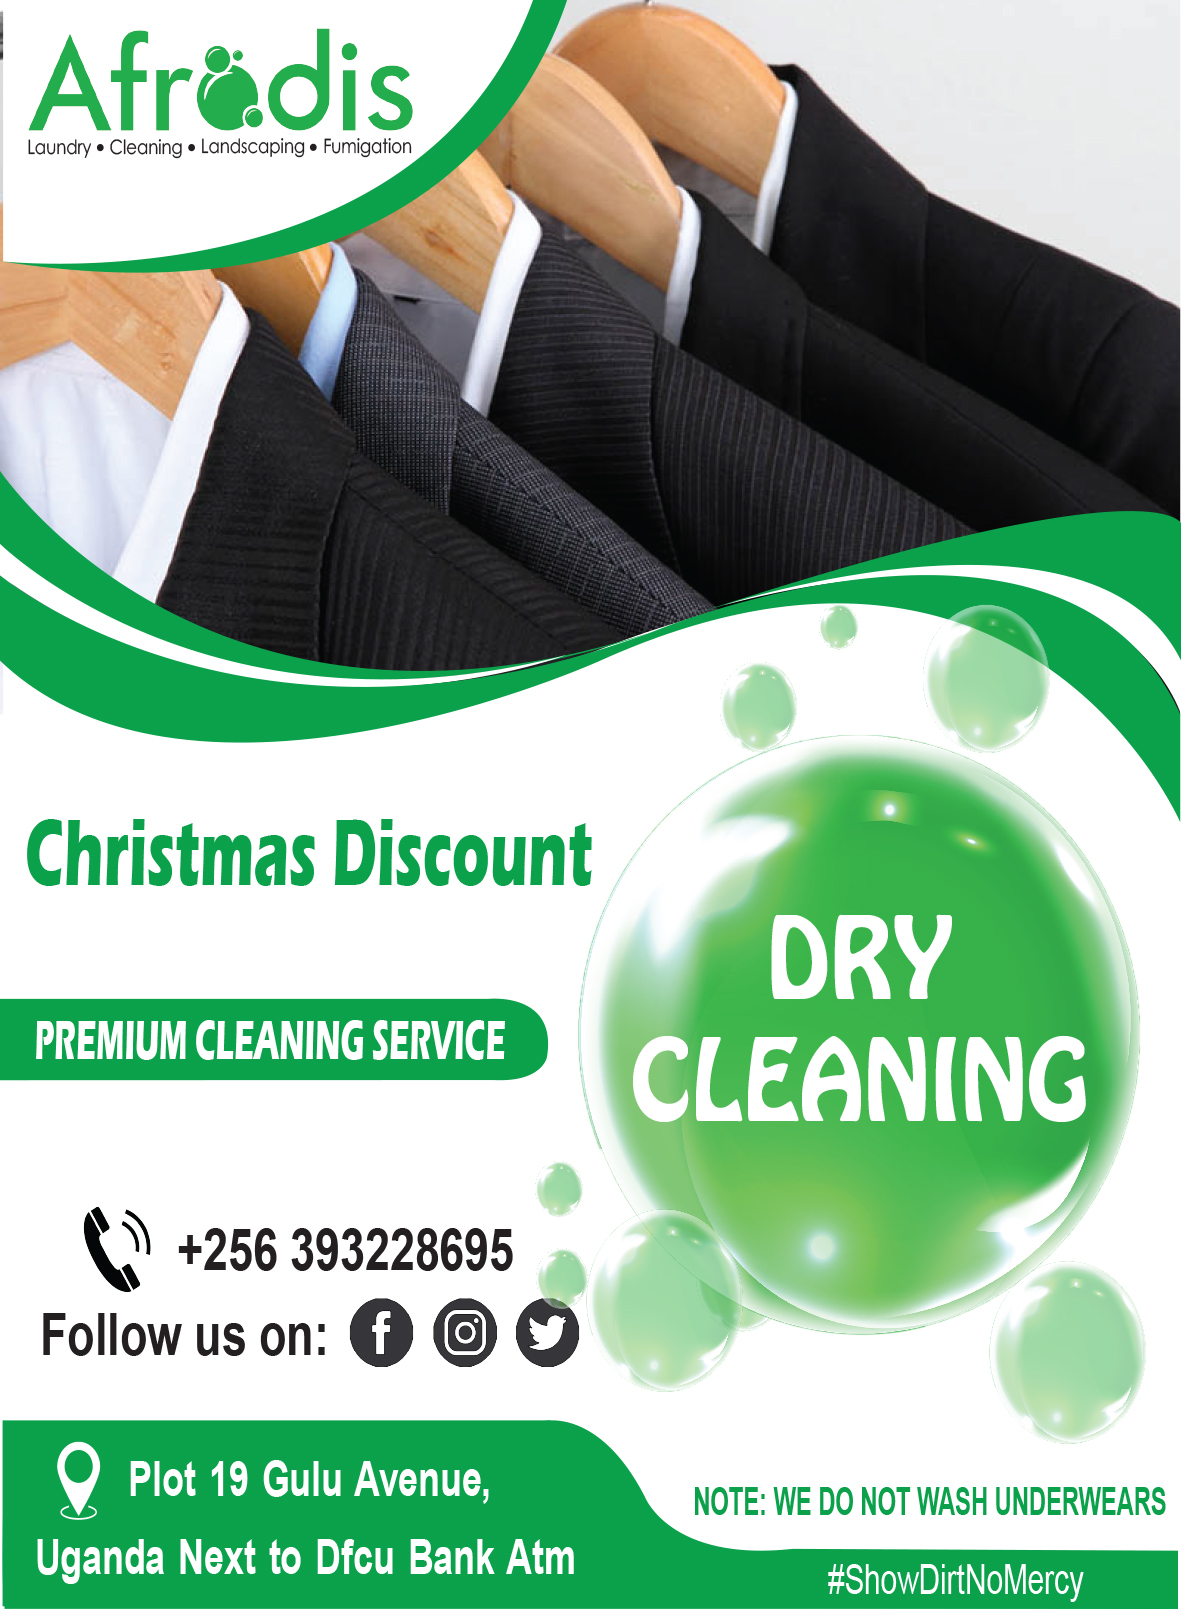 Afrodis
Laundry • Cleaning • Landscaping • Fumigation
Christmas Discount
DRY
CLEANING
PREMIUM CLEANING SERVICE
+256 393228695
Follow us on:
Plot 19 Gulu Avenue,
Uganda Next to Dfcu Bank Atm
NOTE: WE DO NOT WASH UNDERWEARS
#ShowDirtNoMercy